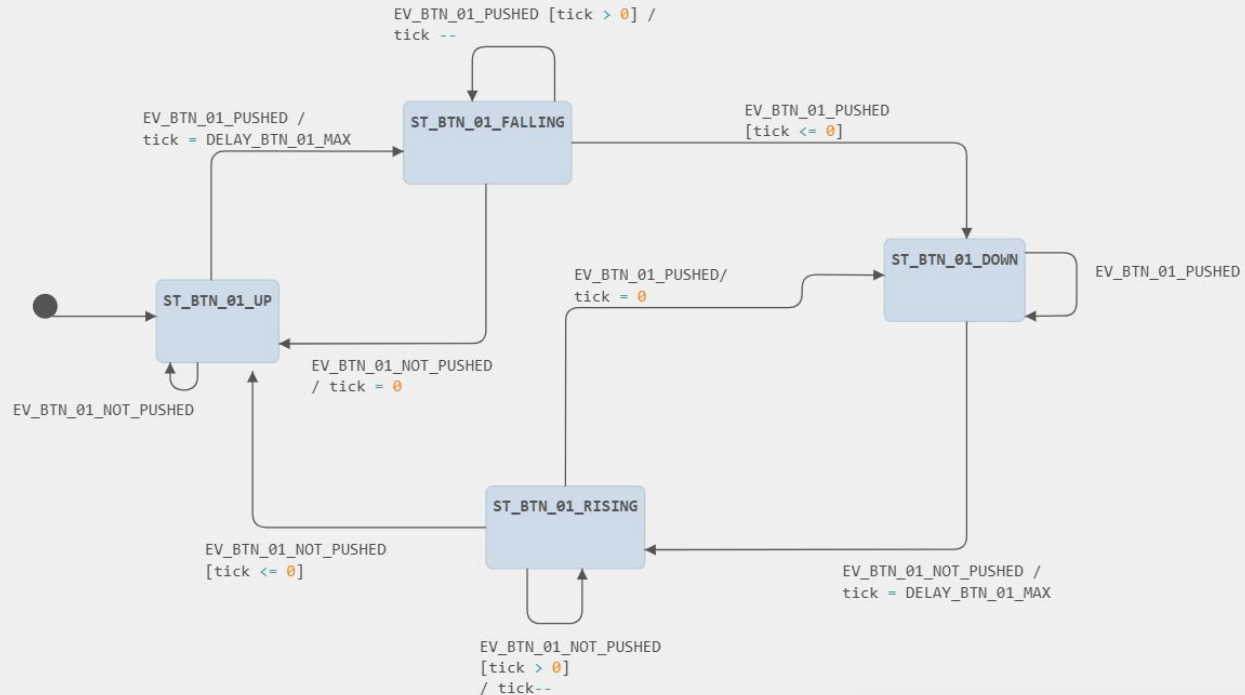 EV_BTN_01_PUSHED [tick > 0] /
tick --
EV_BTN_01_PUSHED /
tick = DELAY_BTN_01_MAX
ST_BTN_01_FALLING
EV_BTN_01_PUSHED
[tick <= 0]
ST_BTN_01_DOWN
EV_BTN_01_PUSHED
EV_BTN_01_PUSHED/
tick = 0
ST_BTN_01_UP
EV_BTN_01_NOT_PUSHED
/ tick = 0
EV_BTN_01_NOT_PUSHED
ST_BTN_01_RISING
EV_BTN_01_NOT_PUSHED
[tick <= 0]
EV_BTN_01_NOT_PUSHED /
tick = DELAY_BTN_01_MAX
EV_BTN_01_NOT_PUSHED
[tick > 0]
/ tick--